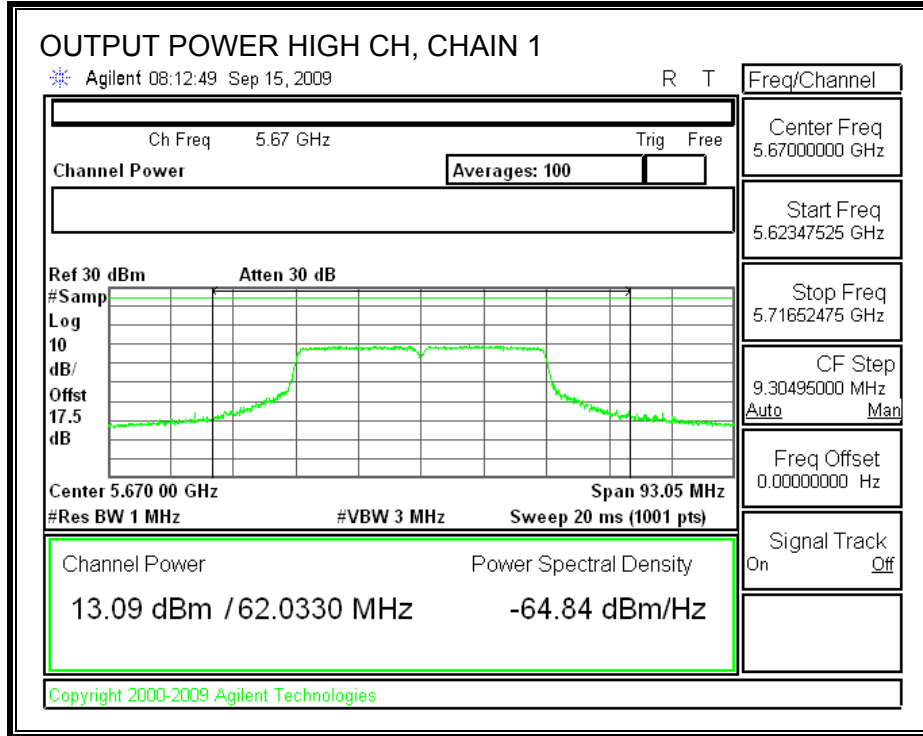 OUTPUT POWER HIGH CH, CHAIN 1
Agilent 08:12:49 Sep 15, 2009 R T
Freq/Channel
Ch Freq 5.67 GHz Trig Free
Channel Power Averages: 100
Center Freq
5.67000000 GHz
Start Freq
5.62347525 GHz
Stop Freq
5.71652475 GHz
CF Step
9.30495000 MHz
Auto Man
Freq Offset
0.00000000 Hz
Signal Track
On Off
Ref 30 dBm Atten 30 dB
#Samp
Log
10
dB/
Offst
17.5
dB
Center 5.670 00 GHz Span 93.05 MHz
#Res BW 1 MHz #VBW 3 MHz Sweep 20 ms (1001 pts)
Channel Power Power Spectral Density
13.09 dBm / 62.0330 MHz -64.84 dBm/Hz
Copyright 2000-2009 Agilent Technologies